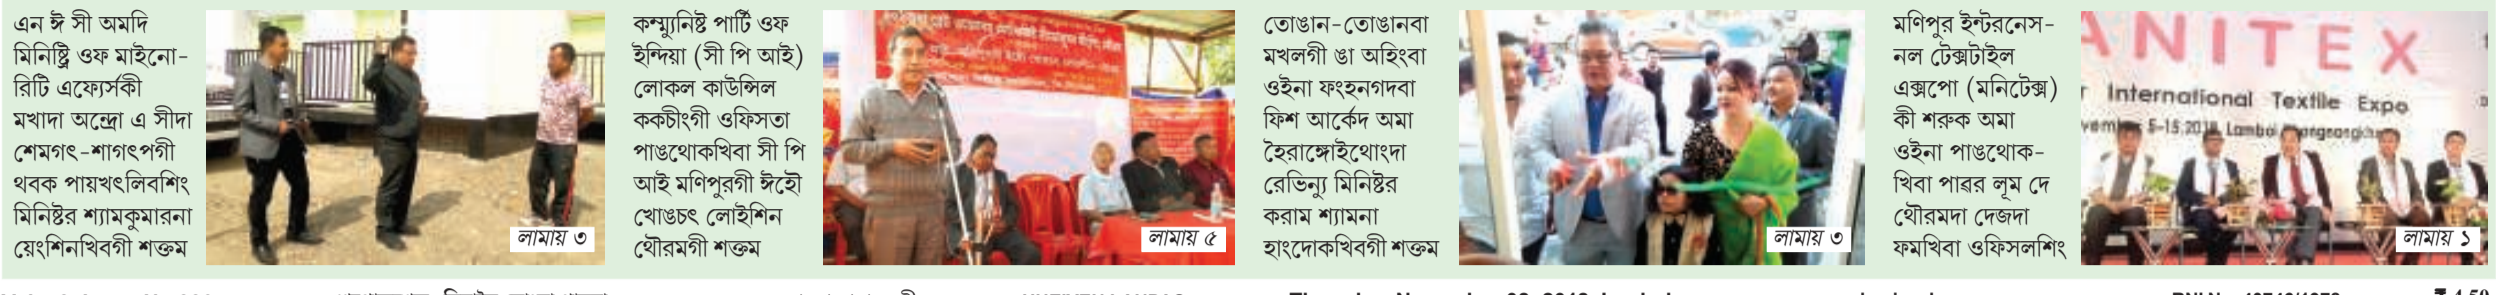 এন ঈ সী অমদি
মিনিষ্ট্রি ওফ মাইনো-
রিটি এফ্যের্সকী
মখাদা অন্দ্রো এ সীদা
শেমগৎ-শাগৎপগী
থবক পায়খৎলিবশিং
মিনিষ্টর শ্যামকুমারনা
য়েংশিনখিবগী শক্তম
লামায় ৩
কম্ম্যুনিষ্ট পার্টি ওফ
ইন্দিয়া (সী পি আই)
লোকল কাউন্সিল
ককচীংগী ওফিসতা
পাঙথোকখিবা সী পি
আই মণিপুরগী ঈহৌ
খোঙচৎ লোইশিন
থৌরমগী শক্তম
লামায় ৫
তোঙান-তোঙানবা
মখলগী ঙা অহিংবা
ওইনা ফংহনগদবা
ফিশ আর্কেদ অমা
হৈরাঙ্গোইথোংদা
রেভিন্যু মিনিষ্টর
করাম শ্যামনা
হাংদোকখিবগী শক্তম
লামায় ৩
মণিপুর ইন্টরনেস-
নল টেক্সটাইল
এক্সপো (মনিটেক্স)
কী শরুক অমা
ওইনা পাঙথোক-
খিবা পাৱর লূম দে
থৌরমদা দেজদা
ফমখিবা ওফিসলশিং
ANITEX
International Textile Expo
5-15, 2018, Lamboi
লামায় ১